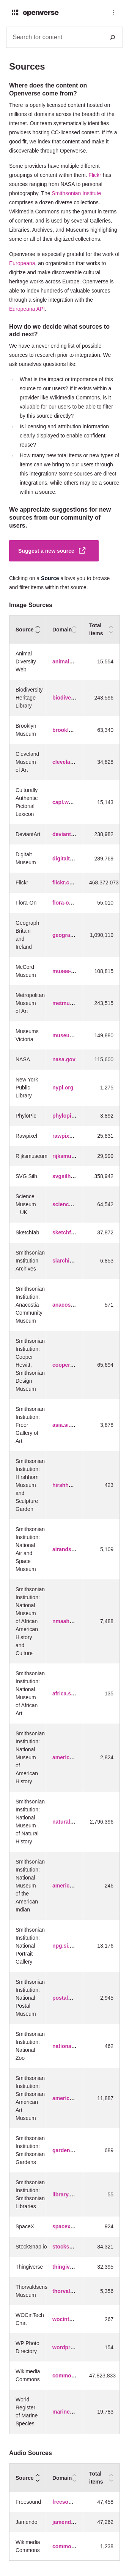 openverse
Search for content
Sources
Where does the content on
Openverse come from?
There is openly licensed content hosted on
millions of domains across the breadth of the
internet. Our team systematically identifies
providers hosting CC-licensed content. If it's a
good fit, we index that content and make it
discoverable through Openverse.
Some providers have multiple different
groupings of content within them. Flickr has
sources ranging from NASA to personal
photography. The Smithsonian Institute
comprises a dozen, diverse collections.
Wikimedia Commons runs the gamut in terms
of content, and is used by several Galleries,
Libraries, Archives, and Museums highlighting
some or all of their digitized collections.
Openverse is especially grateful for the work of
Europeana, an organization that works to
digitize and make discoverable cultural
heritage works across Europe. Openverse is
able to index hundreds of valuable sources
through a single integration with the
Europeana API.
How do we decide what sources to
add next?
We have a never ending list of possible
sources to research prior to integration. We
ask ourselves questions like:
What is the impact or importance of this
source to our users? If it exists within a
provider like Wikimedia Commons, is it
valuable for our users to be able to filter
by this source directly?
Is licensing and attribution information
clearly displayed to enable confident
reuse?
How many new total items or new types of
items can we bring to our users through
this integration? Some sources are direct
integrations, while others may be a source
within a source.
We appreciate suggestions for new
sources from our community of
users.
Suggest a new source
Clicking on a Source allows you to browse
and filter items within that source.
Image Sources
Source Domain Total
items
Animal
Diversity
Web animal... 15,554
Biodiversity
Heritage
Library biodive... 243,596
Brooklyn
Museum brookl... 63,340
Cleveland
Museum
of Art clevela... 34,828
Culturally
Authentic
Pictorial
Lexicon capl.w... 15,143
DeviantArt deviant... 238,982
Digitalt
Museum digitalt... 289,769
Flickr flickr.c... 468,372,073
Flora-On flora-o... 55,010
Geograph
Britain
and
Ireland geogra... 1,090,119
McCord
Museum musee-... 108,815
Metropolitan
Museum
of Art metmu... 243,515
Museums
Victoria museu... 149,880
NASA nasa.gov 115,600
New York
Public
Library nypl.org 1,275
PhyloPic phylopi... 3,892
Rawpixel rawpix... 25,831
Rijksmuseum rijksmu... 29,999
SVG Silh svgsilh... 358,942
Science
Museum
– UK scienc... 64,542
Sketchfab sketchf... 37,872
Smithsonian
Institution
Archives siarchi... 6,853
Smithsonian
Institution:
Anacostia
Community
Museum anacos... 571
Smithsonian
Institution:
Cooper
Hewitt,
Smithsonian
Design
Museum cooper... 65,694
Smithsonian
Institution:
Freer
Gallery of
Art asia.si.... 3,878
Smithsonian
Institution:
Hirshhorn
Museum
and
Sculpture
Garden hirshh... 423
Smithsonian
Institution:
National
Air and
Space
Museum airands... 5,109
Smithsonian
Institution:
National
Museum
of African
American
History
and
Culture nmaah... 7,488
Smithsonian
Institution:
National
Museum
of African
Art africa.s... 135
Smithsonian
Institution:
National
Museum
of
American
History americ... 2,824
Smithsonian
Institution:
National
Museum
of Natural
History natural... 2,796,396
Smithsonian
Institution:
National
Museum
of the
American
Indian americ... 246
Smithsonian
Institution:
National
Portrait
Gallery npg.si.... 13,176
Smithsonian
Institution:
National
Postal
Museum postal... 2,945
Smithsonian
Institution:
National
Zoo nationa... 462
Smithsonian
Institution:
Smithsonian
American
Art
Museum americ... 11,887
Smithsonian
Institution:
Smithsonian
Gardens garden... 689
Smithsonian
Institution:
Smithsonian
Libraries library.... 55
SpaceX spacex... 924
StockSnap.io stocks... 34,321
Thingiverse thingiv... 32,395
Thorvaldsens
Museum thorval... 5,356
WOCinTech
Chat wocint... 267
WP Photo
Directory wordpr... 154
Wikimedia
Commons commo... 47,823,833
World
Register
of Marine
Species marine... 19,783
Audio Sources
Source Domain Total
items
Freesound freeso... 47,458
Jamendo jamend... 47,262
Wikimedia
Commons commo... 1,238